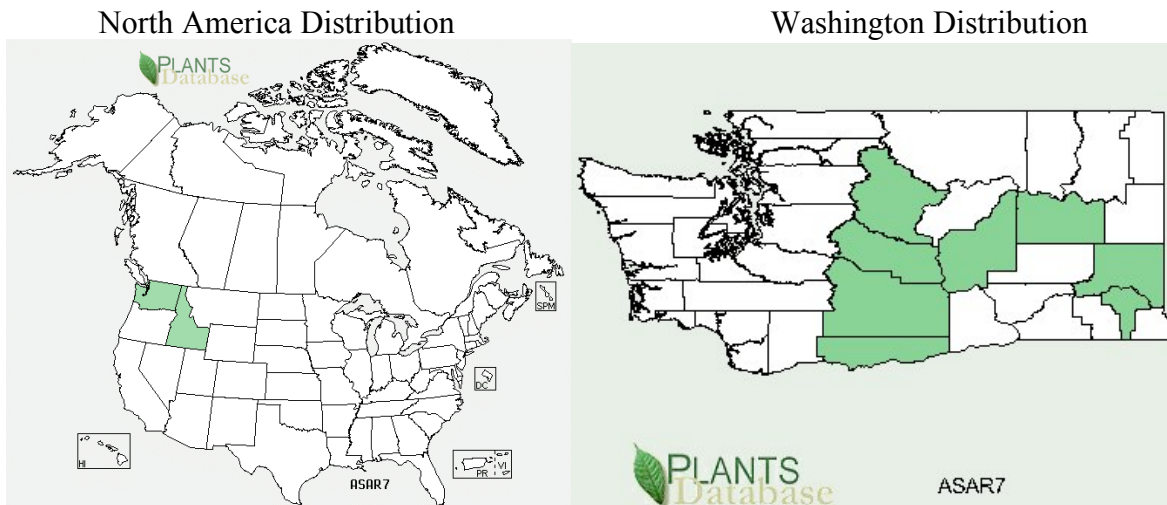 North America Distribution
Washington Distribution
PLANTS
Database
SPM
DC
HI
PR VI
ASAR7
PLANTS
Database
ASAR7